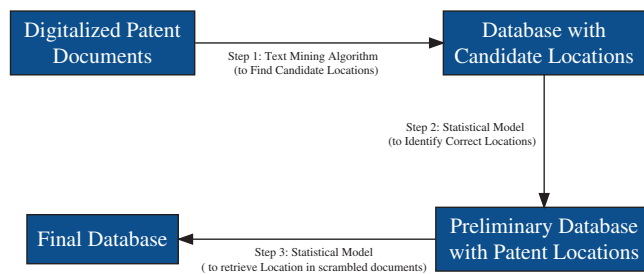 Digitalized Patent
Documents
Step 1: Text Mining Algorithm
(to Find Candidate Locations)
Database with
Candidate Locations
Step 2: Statistical Model
(to Identify Correct Locations)
Preliminary Database
with Patent Locations
Step 3: Statistical Model
( to retrieve Location in scrambled documents)
Final Database